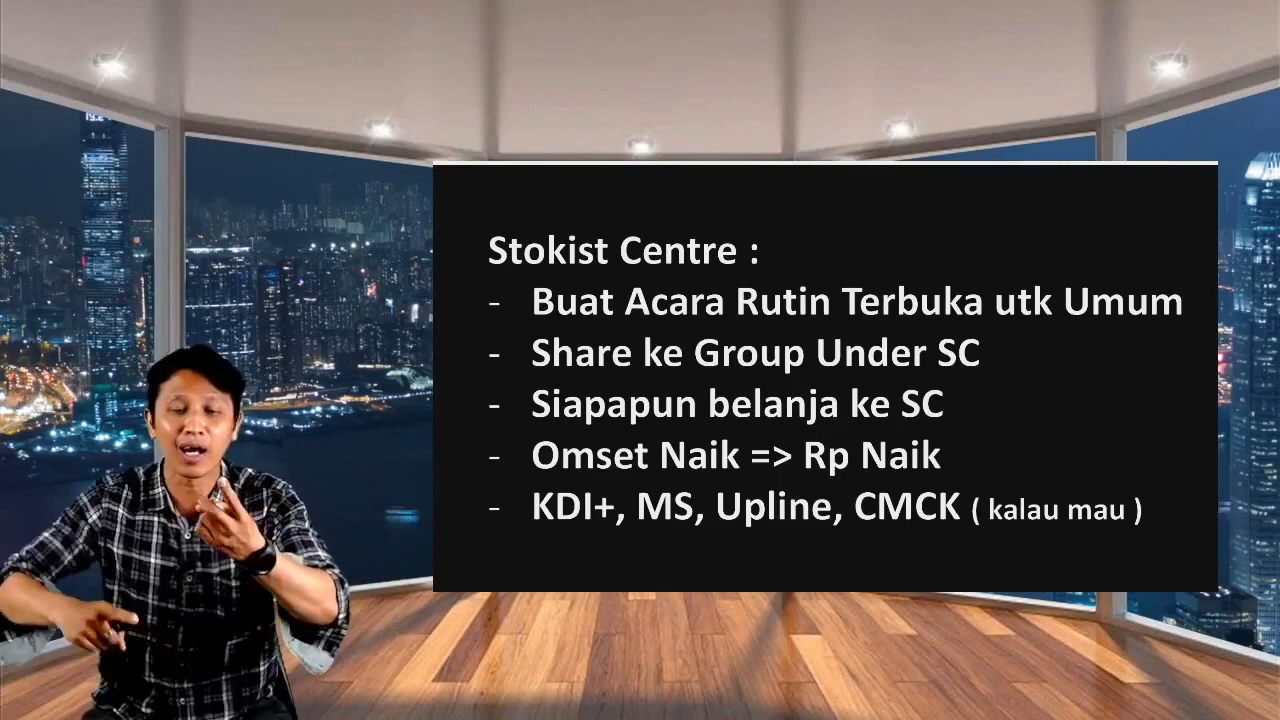 Stokist Centre :
- Buat Acara Rutin Terbuka utk Umum
- Share ke Group Under SC
- Siapapun belanja ke SC
- Omset Naik => Rp Naik
- KDI+, MS, Upline, CMCK ( kalau mau )